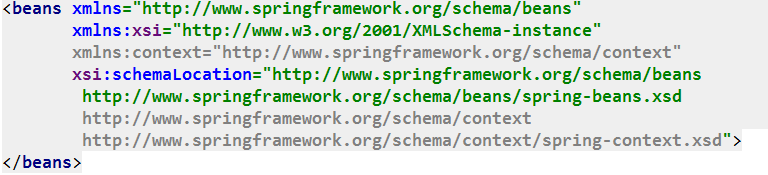 <beans xmlns="http://www.springframework.org/schema/beans"
xmlns:xsi="http://www.w3.org/2001/XMLSchema-instance"
xmlns:context="http://www.springframework.org/schema/context"
xsi:schemaLocation="http://www.springframework.org/schema/beans
http://www.springframework.org/schema/beans/spring-beans.xsd
http://www.springframework.org/schema/context
http://www.springframework.org/schema/context/spring-context.xsd">
</beans>